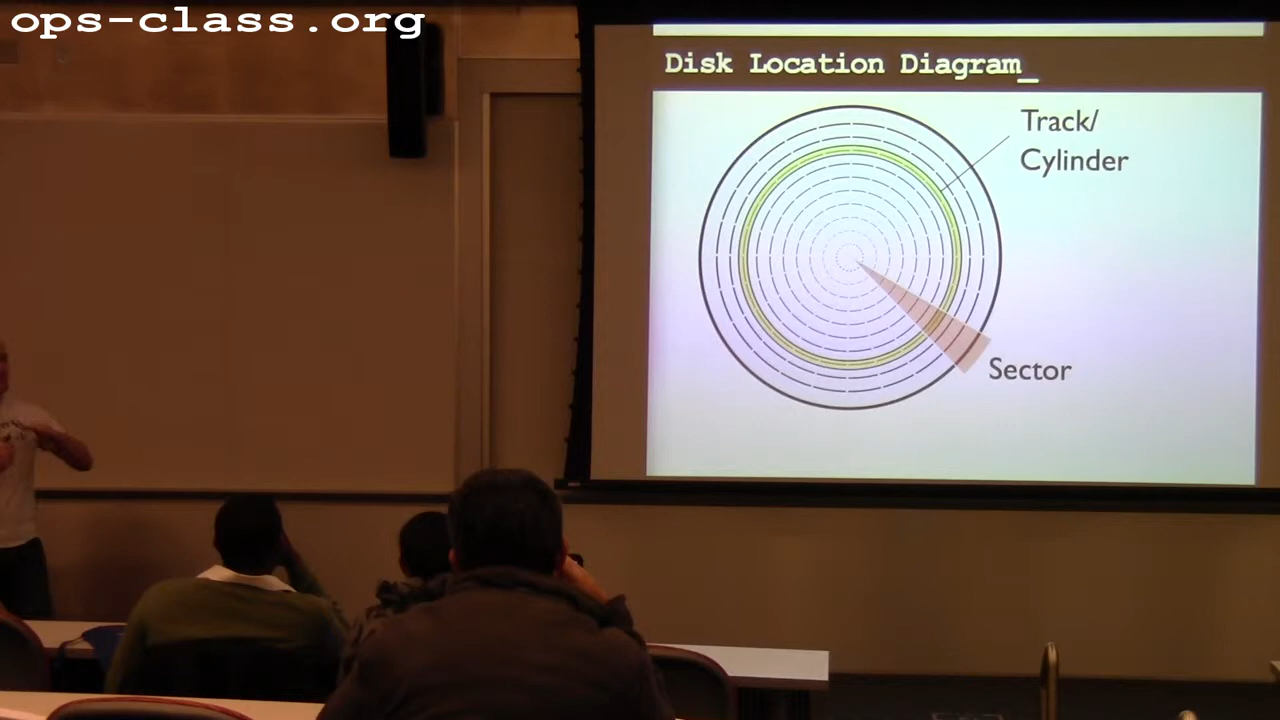 ops-class.org
Disk Location Diagram_
Track/
Cylinder
Sector